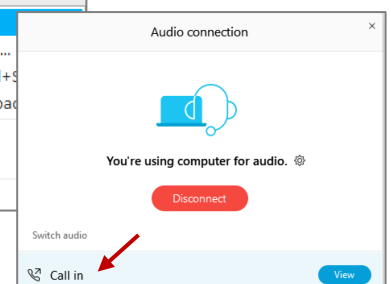 Audio connection
...
+S
You're using computer for audio.
Disconnect
Switch audio
Call in
View